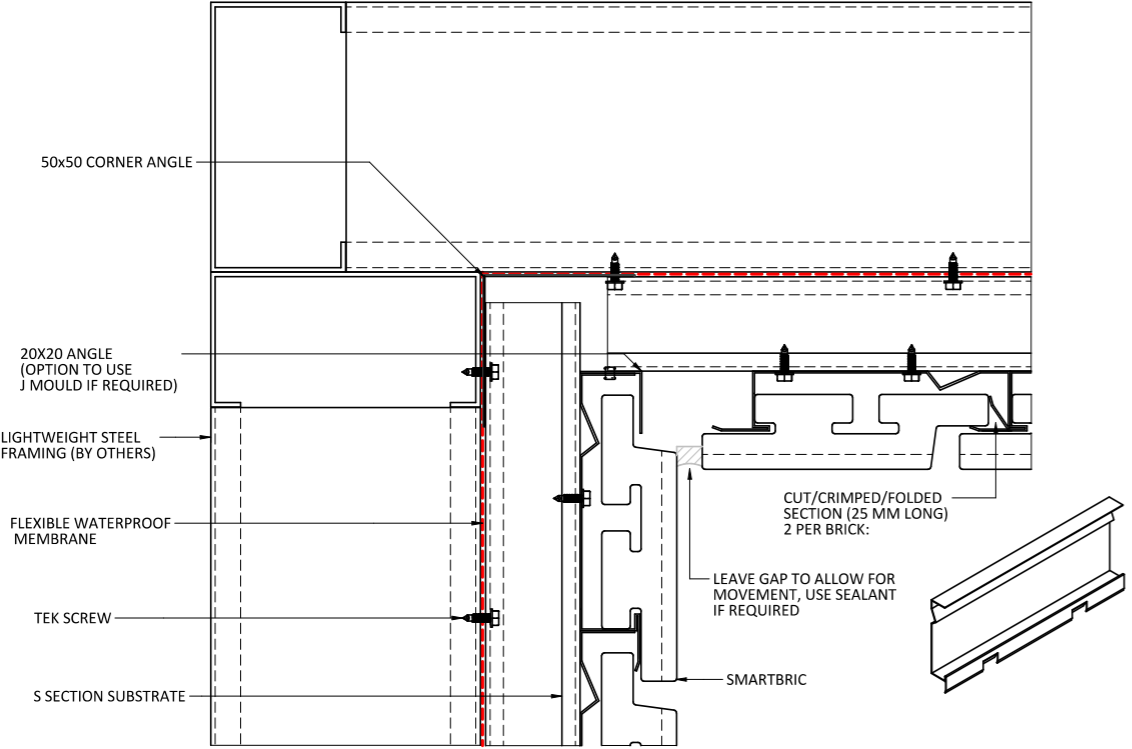 50x50 CORNER ANGLE
20X20 ANGLE
(OPTION TO USE
J MOULD IF REQUIRED)
LIGHTWEIGHT STEEL
FRAMING (BY OTHERS)
FLEXIBLE WATERPROOF
MEMBRANE
TEK SCREW
S SECTION SUBSTRATE
CUT/CRIMPED/FOLDED
SECTION (25 MM LONG)
2 PER BRICK:
LEAVE GAP TO ALLOW FOR
MOVEMENT, USE SEALANT
IF REQUIRED
SMARTBRIC